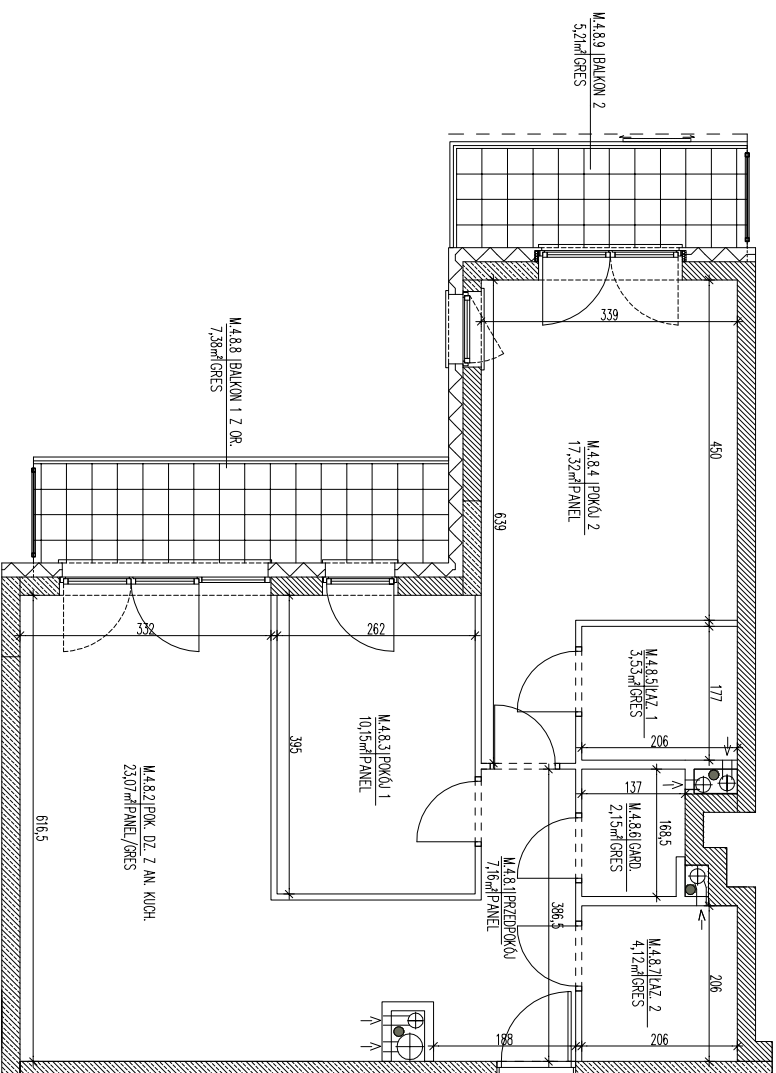 M.4.8.9 BALKON 2
5,21m² GRES
M.4.8.8 BALKON 1 Z OR.
7,38m² GRES
M.4.8.4 POKÓJ 2
17,32m² PANEL
M.4.8.5 ŁAZ. 1
3,53m² GRES
M.4.8.6 GARD.
2,15m² GRES
M.4.8.7 ŁAZ. 2
4,12m² GRES
M.4.8.1 PRZEDPOKÓJ
7,16m² PANEL
M.4.8.3 POKÓJ 1
10,15m² PANEL
M.4.8.2 POK. DZ. Z AN. KUCH.
23,07m² PANEL/GRES
339
450
639
177
206
137
168,5
386,5
206
206
188
332
262
395
616,5